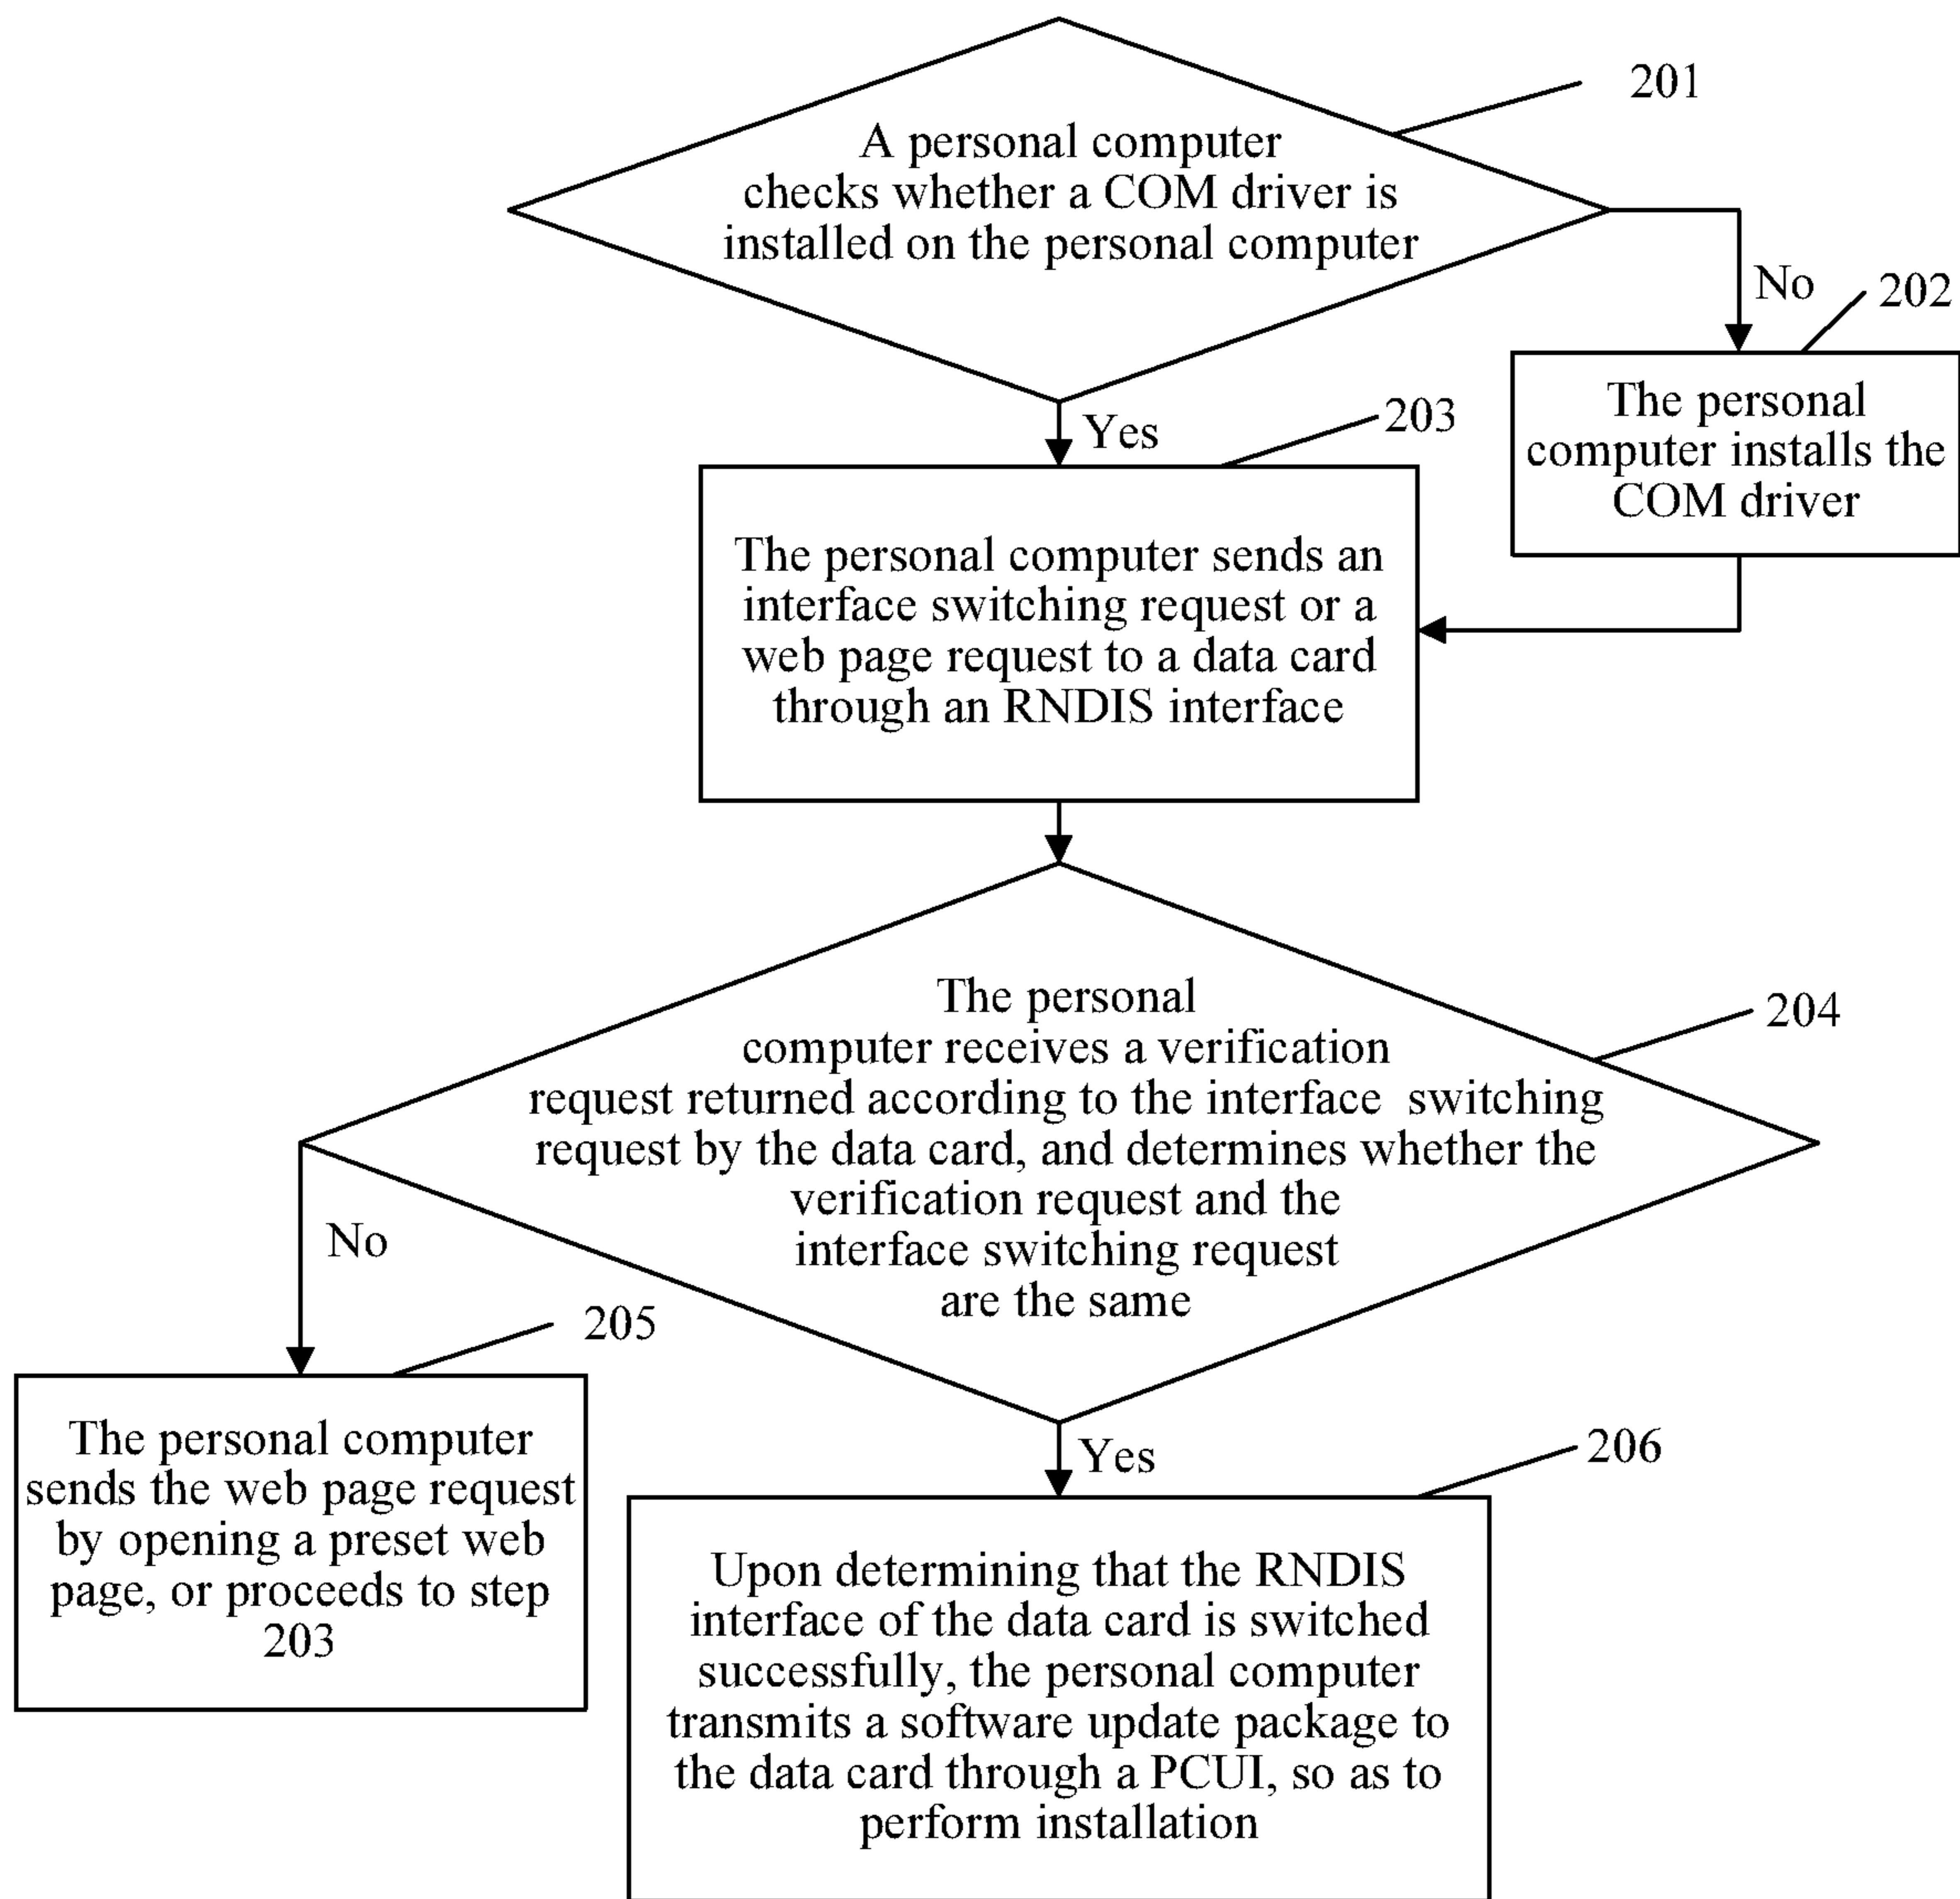 201
A personal computer
checks whether a COM driver is
installed on the personal computer
No
202
The personal
computer installs the
COM driver
Yes
203
The personal computer sends an
interface switching request or a
web page request to a data card
through an RNDIS interface
204
The personal
computer receives a verification
request returned according to the interface switching
request by the data card, and determines whether the
verification request and the
interface switching request
are the same
No
205
The personal computer
sends the web page request
by opening a preset web
page, or proceeds to step
203
Yes
206
Upon determining that the RNDIS
interface of the data card is switched
successfully, the personal computer
transmits a software update package to
the data card through a PCUI, so as to
perform installation